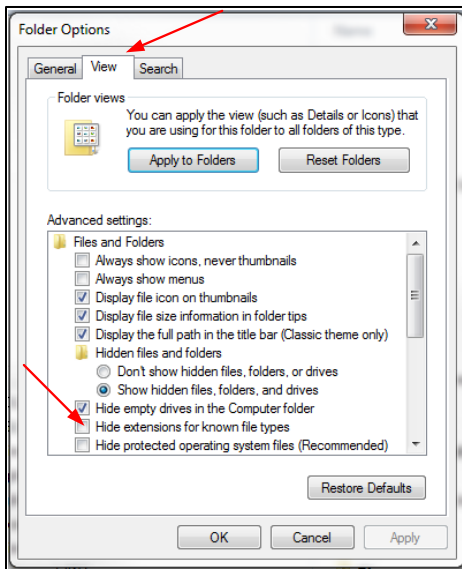 Folder Options
General
View
Search
Folder views
You can apply the view (such as Details or Icons) that
you are using for this folder to all folders of this type.
Apply to Folders
Reset Folders
Advanced settings:
Files and Folders
Always show icons, never thumbnails
Always show menus
Display file icon on thumbnails
Display file size information in folder tips
Display the full path in the title bar (Classic theme only)
Hidden files and folders
Don't show hidden files, folders, or drives
Show hidden files, folders, and drives
Hide empty drives in the Computer folder
Hide extensions for known file types
Hide protected operating system files (Recommended)
Restore Defaults
OK
Cancel
Apply